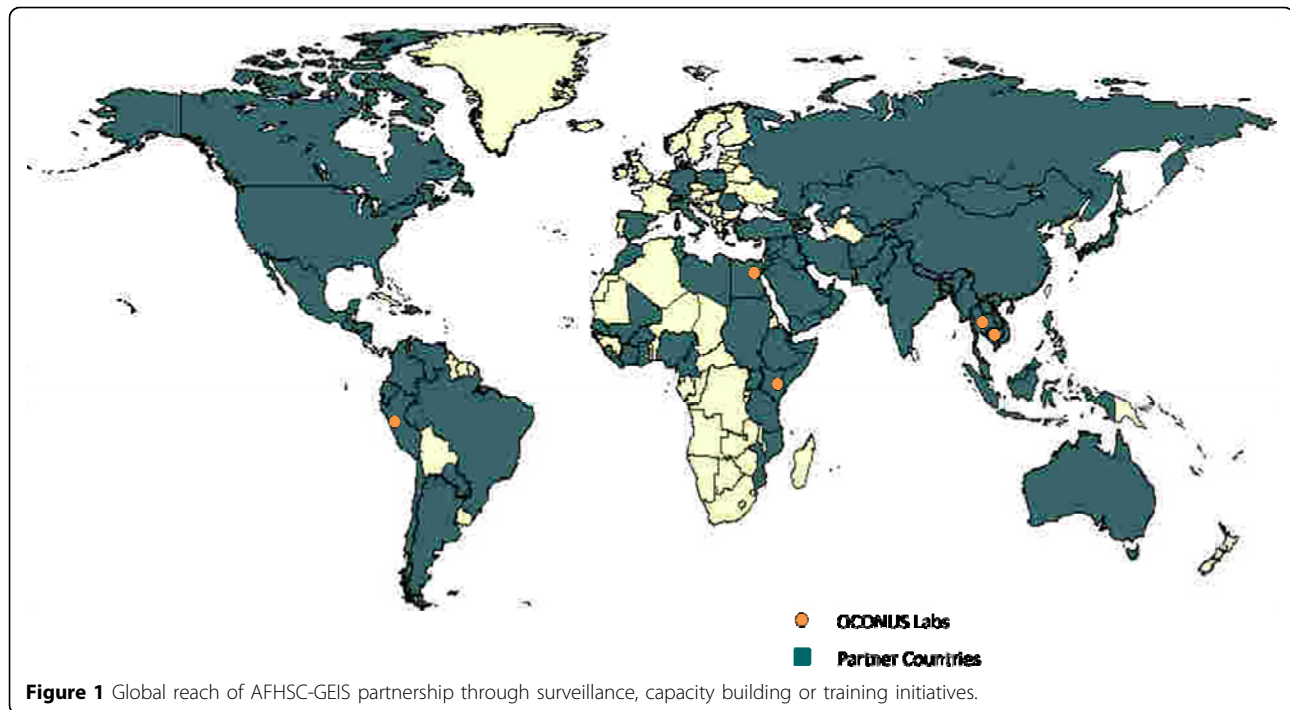 OCONUS Labs
Partner Countries
Figure 1 Global reach of AFHSC-GEIS partnership through surveillance, capacity building or training initiatives.